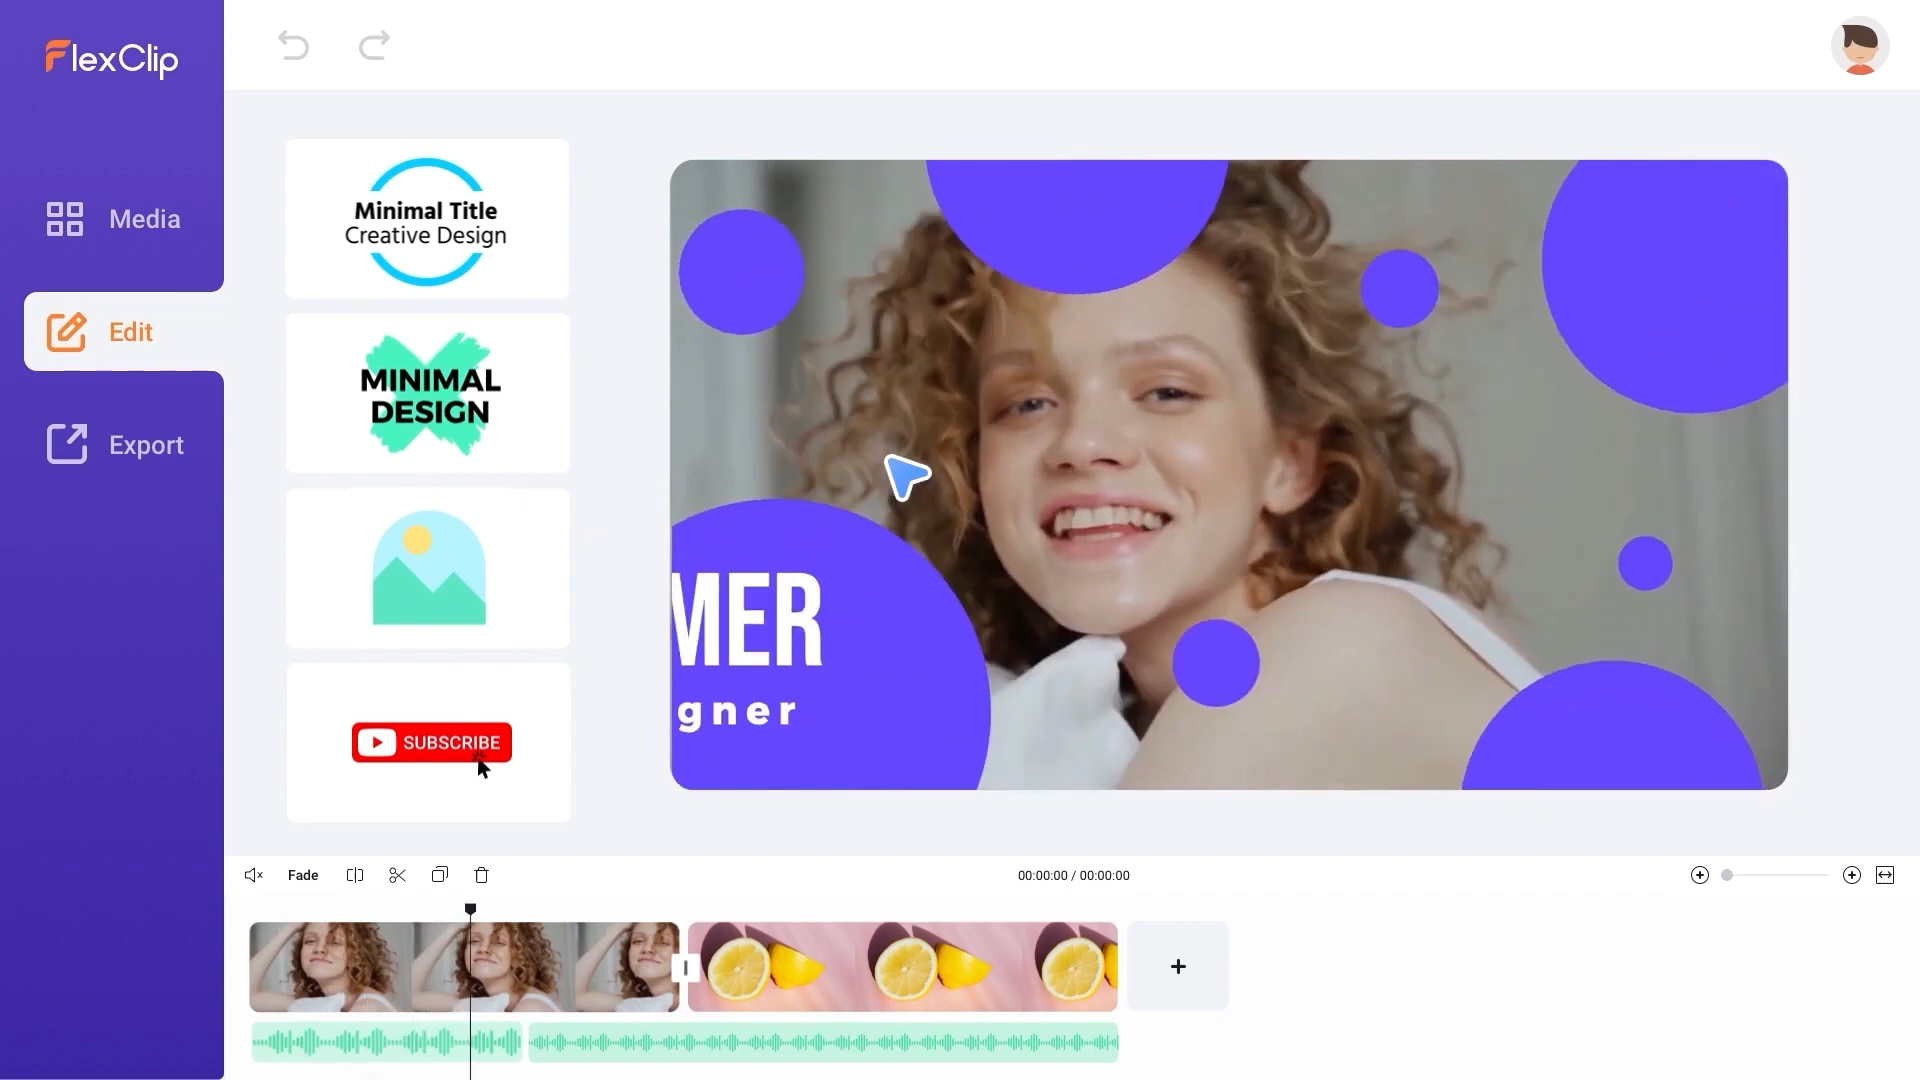 FlexClip
Media
Edit
Export
Minimal Title
Creative Design
MINIMAL
DESIGN
SUBSCRIBE
MER
gner
Fade
00:00:00 / 00:00:00